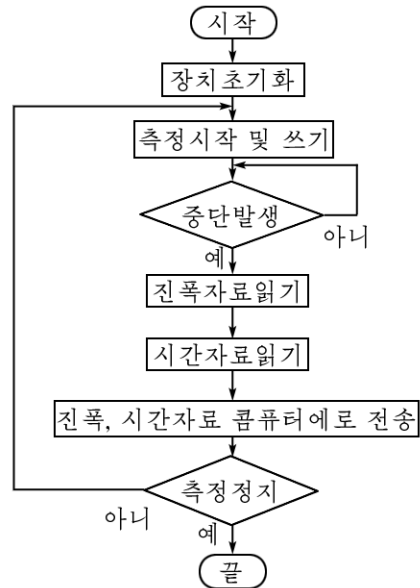 시작
장치초기화
측정시작 및 쓰기
중단발생
아니
예
진폭자료읽기
시간자료읽기
진폭, 시간자료 콤퓨터에로 전송
측정정지
아니
예
끝